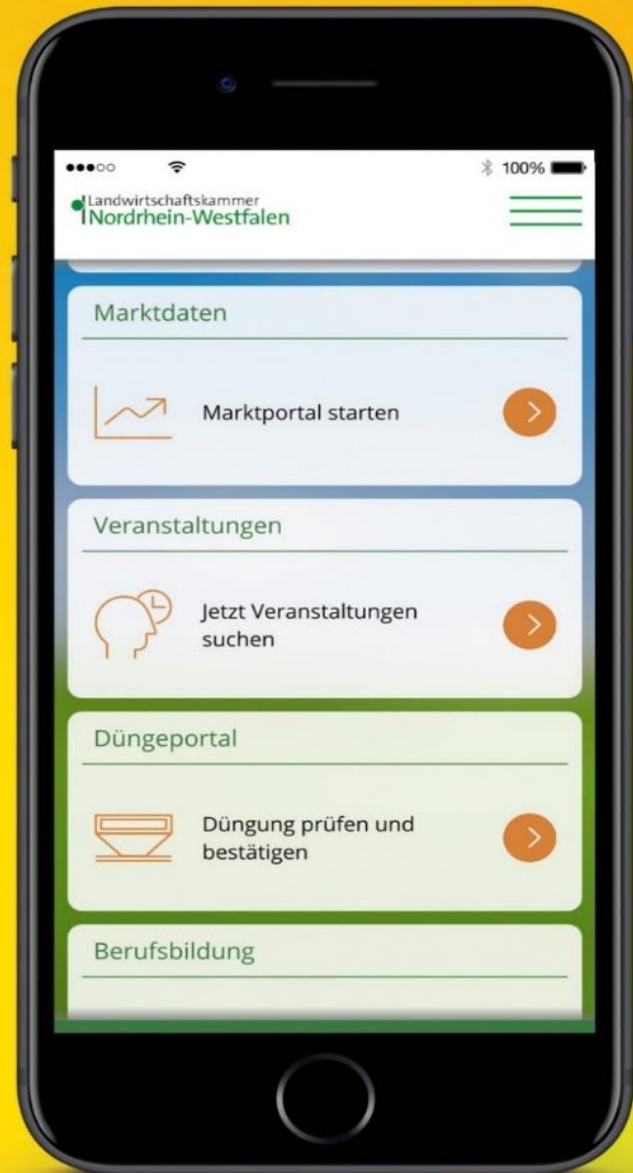 100%
Landwirtschaftskammer
Nordrhein-Westfalen
Marktdaten
Marktportal starten
Veranstaltungen
Jetzt Veranstaltungen
suchen
Düngeportal
Düngung prüfen und
bestätigen
Berufsbildung